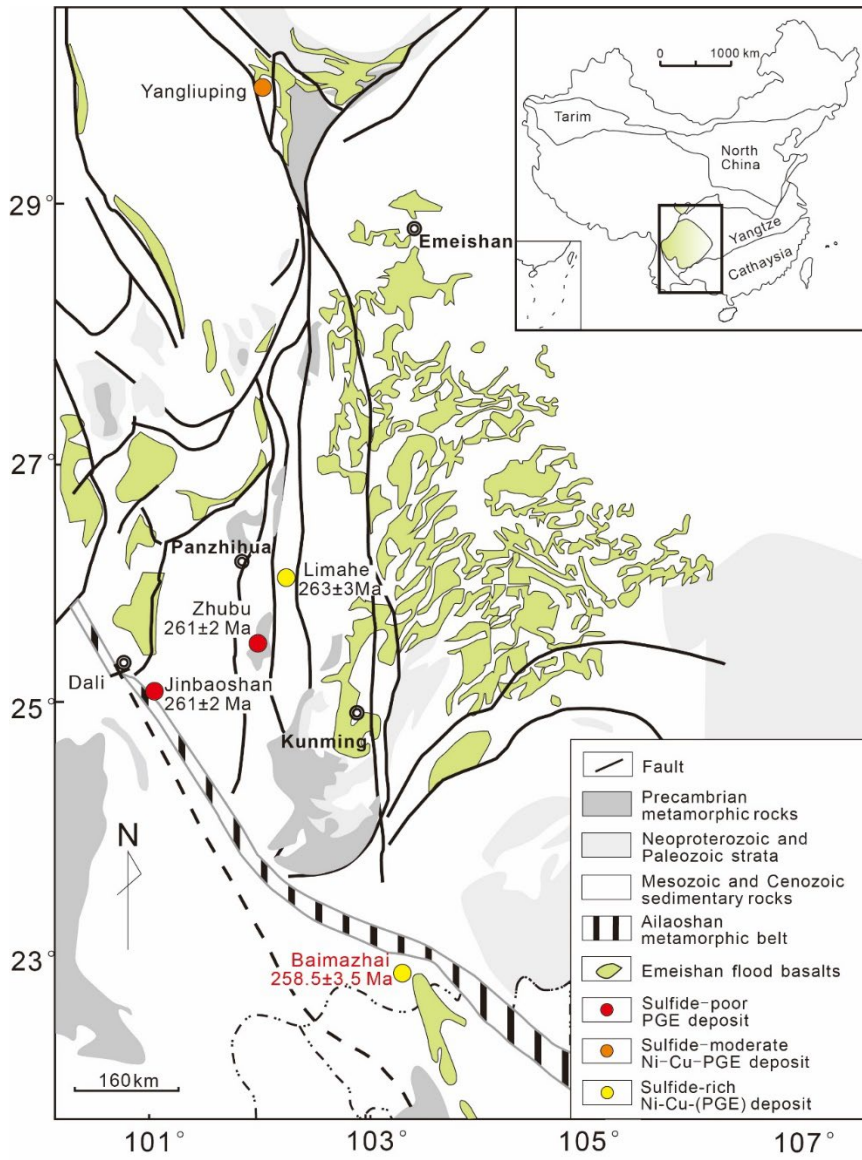 0 1000 km
Tarim
North
China
Yangtze
Cathaysia
Yangliuping
29°
Emeishan
27°
Panzhihua
Limahe
263±3Ma
Zhubu
261±2 Ma
Dali
Jinbaoshan
261±2 Ma
25°
Kunming
N
23°
Baimazhai
258.5±3.5 Ma
160km
Fault
Precambrian
metamorphic rocks
Neoproterozoic and
Paleozoic strata
Mesozoic and Cenozoic
sedimentary rocks
Ailaoshan
metamorphic belt
Emeishan flood basalts
Sulfide-poor
PGE deposit
Sulfide-moderate
Ni-Cu-PGE deposit
Sulfide-rich
Ni-Cu-(PGE) deposit
101° 103° 105° 107°